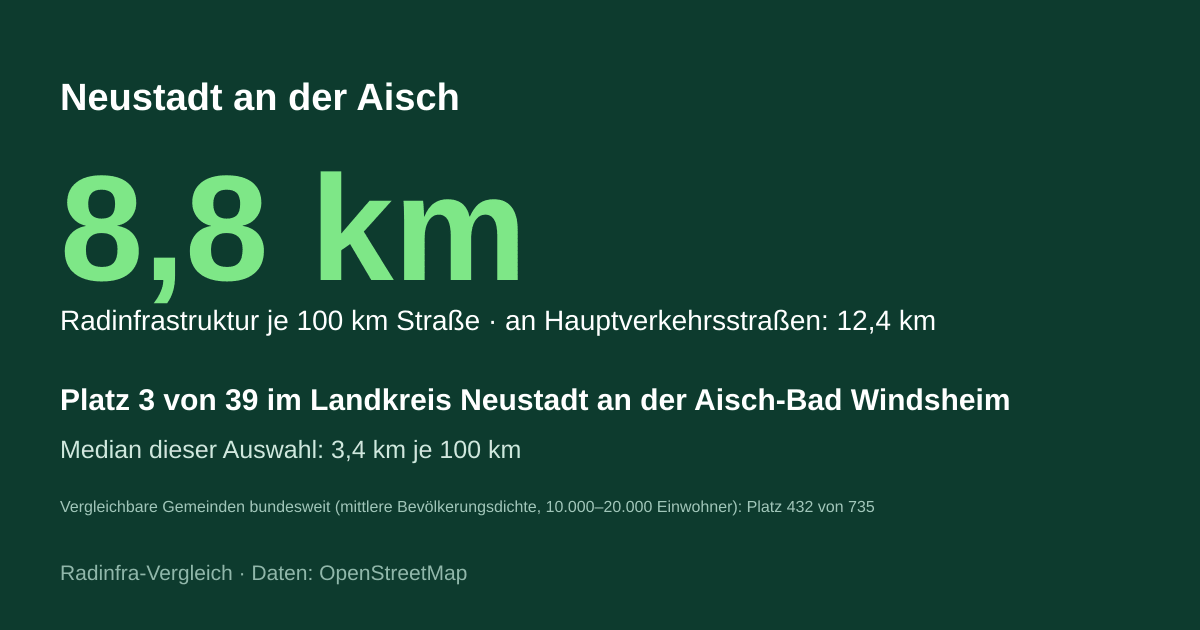 Neustadt an der Aisch
8,8 km
Radinfrastruktur je 100 km Straße · an Hauptverkehrsstraßen: 12,4 km
Platz 3 von 39 im Landkreis Neustadt an der Aisch-Bad Windsheim
Median dieser Auswahl: 3,4 km je 100 km
Vergleichbare Gemeinden bundesweit (mittlere Bevölkerungsdichte, 10.000–20.000 Einwohner): Platz 432 von 735
Radinfra-Vergleich · Daten: OpenStreetMap